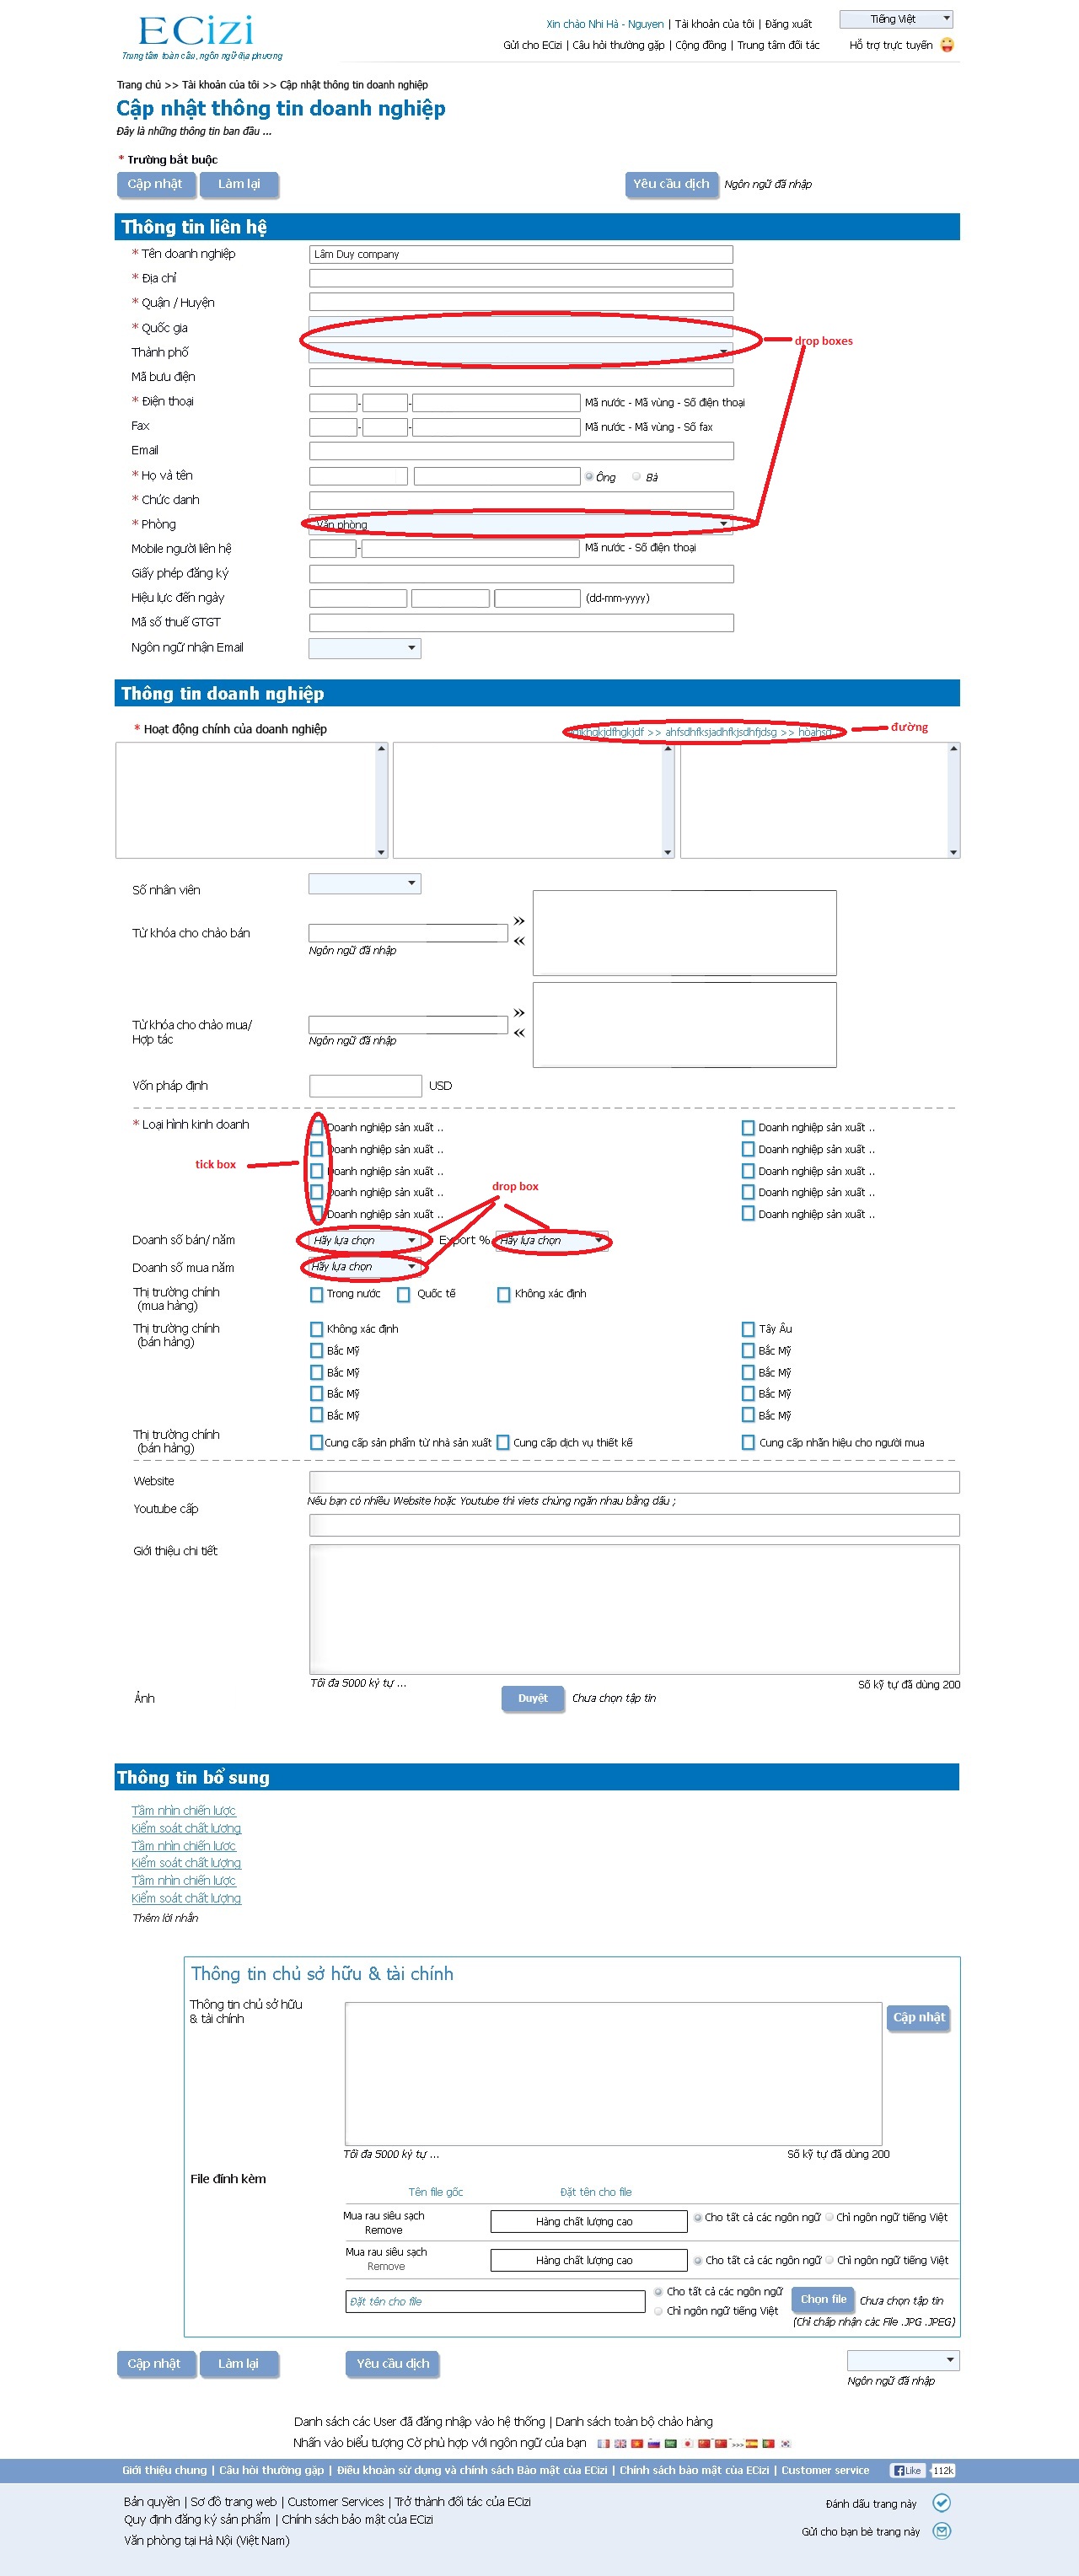 ECizi
Trung tâm toàn cầu, ngôn ngữ địa phương
Xin chào Nhi Hà - Nguyen | Tài khoản của tôi | Đăng xuất
Tiếng Việt
Gửi cho ECizi | Câu hỏi thường gặp | Cộng đồng | Trung tâm đối tác
Hỗ trợ trực tuyến
Trang chủ >> Tài khoản của tôi >> Cập nhật thông tin doanh nghiệp
Cập nhật thông tin doanh nghiệp
Đây là những thông tin ban đầu ...
* Trường bắt buộc
Cập nhật Làm lại Yêu cầu dịch Ngôn ngữ đã nhập
Thông tin liên hệ
* Tên doanh nghiệp Lâm Duy company
* Địa chỉ
* Quận / Huyện
* Quốc gia
drop boxes
Thành phố
Mã bưu điện
* Điện thoại - - Mã nước - Mã vùng - Số điện thoại
Fax - - Mã nước - Mã vùng - Số fax
Email
* Họ và tên Ông Bà
* Chức danh
* Phòng Văn phòng
Mobile người liên hệ - Mã nước - Số điện thoại
Giấy phép đăng ký
Hiệu lực đến ngày (dd-mm-yyyy)
Mã số thuế GTGT
Ngôn ngữ nhận Email
Thông tin doanh nghiệp
* Hoạt động chính của doanh nghiệp >> ahfsdhfksjadhfkjsdhfjdsg >> đường
Số nhân viên
Từ khóa cho chào bán » «
Ngôn ngữ đã nhập
Từ khóa cho chào mua/ » «
Hợp tác
Ngôn ngữ đã nhập
Vốn pháp định USD
* Loại hình kinh doanh
Doanh nghiệp sản xuất .. Doanh nghiệp sản xuất ..
Doanh nghiệp sản xuất .. Doanh nghiệp sản xuất ..
tick box
Doanh nghiệp sản xuất .. Doanh nghiệp sản xuất ..
drop box
Doanh nghiệp sản xuất .. Doanh nghiệp sản xuất ..
Doanh nghiệp sản xuất .. Doanh nghiệp sản xuất ..
Doanh số bán/ năm Hãy lựa chọn Export % Hãy lựa chọn
Doanh số mua năm Hãy lựa chọn
Thị trường chính Trong nước Quốc tế Không xác định
(mua hàng)
Thị trường chính Không xác định Tây Âu
(bán hàng)
Bắc Mỹ Bắc Mỹ
Bắc Mỹ Bắc Mỹ
Bắc Mỹ Bắc Mỹ
Bắc Mỹ Bắc Mỹ
Thị trường chính
(bán hàng)
Cung cấp sản phẩm từ nhà sản xuất Cung cấp dịch vụ thiết kế Cung cấp nhãn hiệu cho người mua
Website
Nếu bạn có nhiều Website hoặc Youtube thì viets chúng ngăn nhau bằng dấu ;
Youtube cấp
Giới thiệu chi tiết
Tối đa 5000 ký tự ... Số kỹ tự đã dùng 200
Ảnh Duyệt Chưa chọn tập tin
Thông tin bổ sung
Tầm nhìn chiến lược
Kiểm soát chất lượng
Tầm nhìn chiến lược
Kiểm soát chất lượng
Tầm nhìn chiến lược
Kiểm soát chất lượng
Thêm lời nhắn
Thông tin chủ sở hữu & tài chính
Thông tin chủ sở hữu
& tài chính
Cập nhật
Tối đa 5000 ký tự ... Số kỹ tự đã dùng 200
File đính kèm
Tên file gốc Đặt tên cho file
Mua rau siêu sạch Hàng chất lượng cao Cho tất cả các ngôn ngữ Chỉ ngôn ngữ tiếng Việt
Remove
Mua rau siêu sạch Hàng chất lượng cao Cho tất cả các ngôn ngữ Chỉ ngôn ngữ tiếng Việt
Remove
Đặt tên cho file Cho tất cả các ngôn ngữ Chọn file Chưa chọn tập tin
Chỉ ngôn ngữ tiếng Việt (Chỉ chấp nhận các File .JPG .JPEG)
Cập nhật Làm lại Yêu cầu dịch
Ngôn ngữ đã nhập
Danh sách các User đã đăng nhập vào hệ thống | Danh sách toàn bộ chào hàng
Nhấn vào biểu tượng Cờ phù hợp với ngôn ngữ của bạn >>>
Giới thiệu chung | Câu hỏi thường gặp | Điều khoản sử dụng và chính sách Bảo mật của ECizi | Chính sách bảo mật của ECizi | Customer service Like 112k
Bản quyền | Sơ đồ trang web | Customer Services | Trở thành đối tác của ECizi
Đánh dấu trang này
Quy định đăng ký sản phẩm | Chính sách bảo mật của ECizi
Gửi cho bạn bè trang này
Văn phòng tại Hà Nội (Việt Nam)